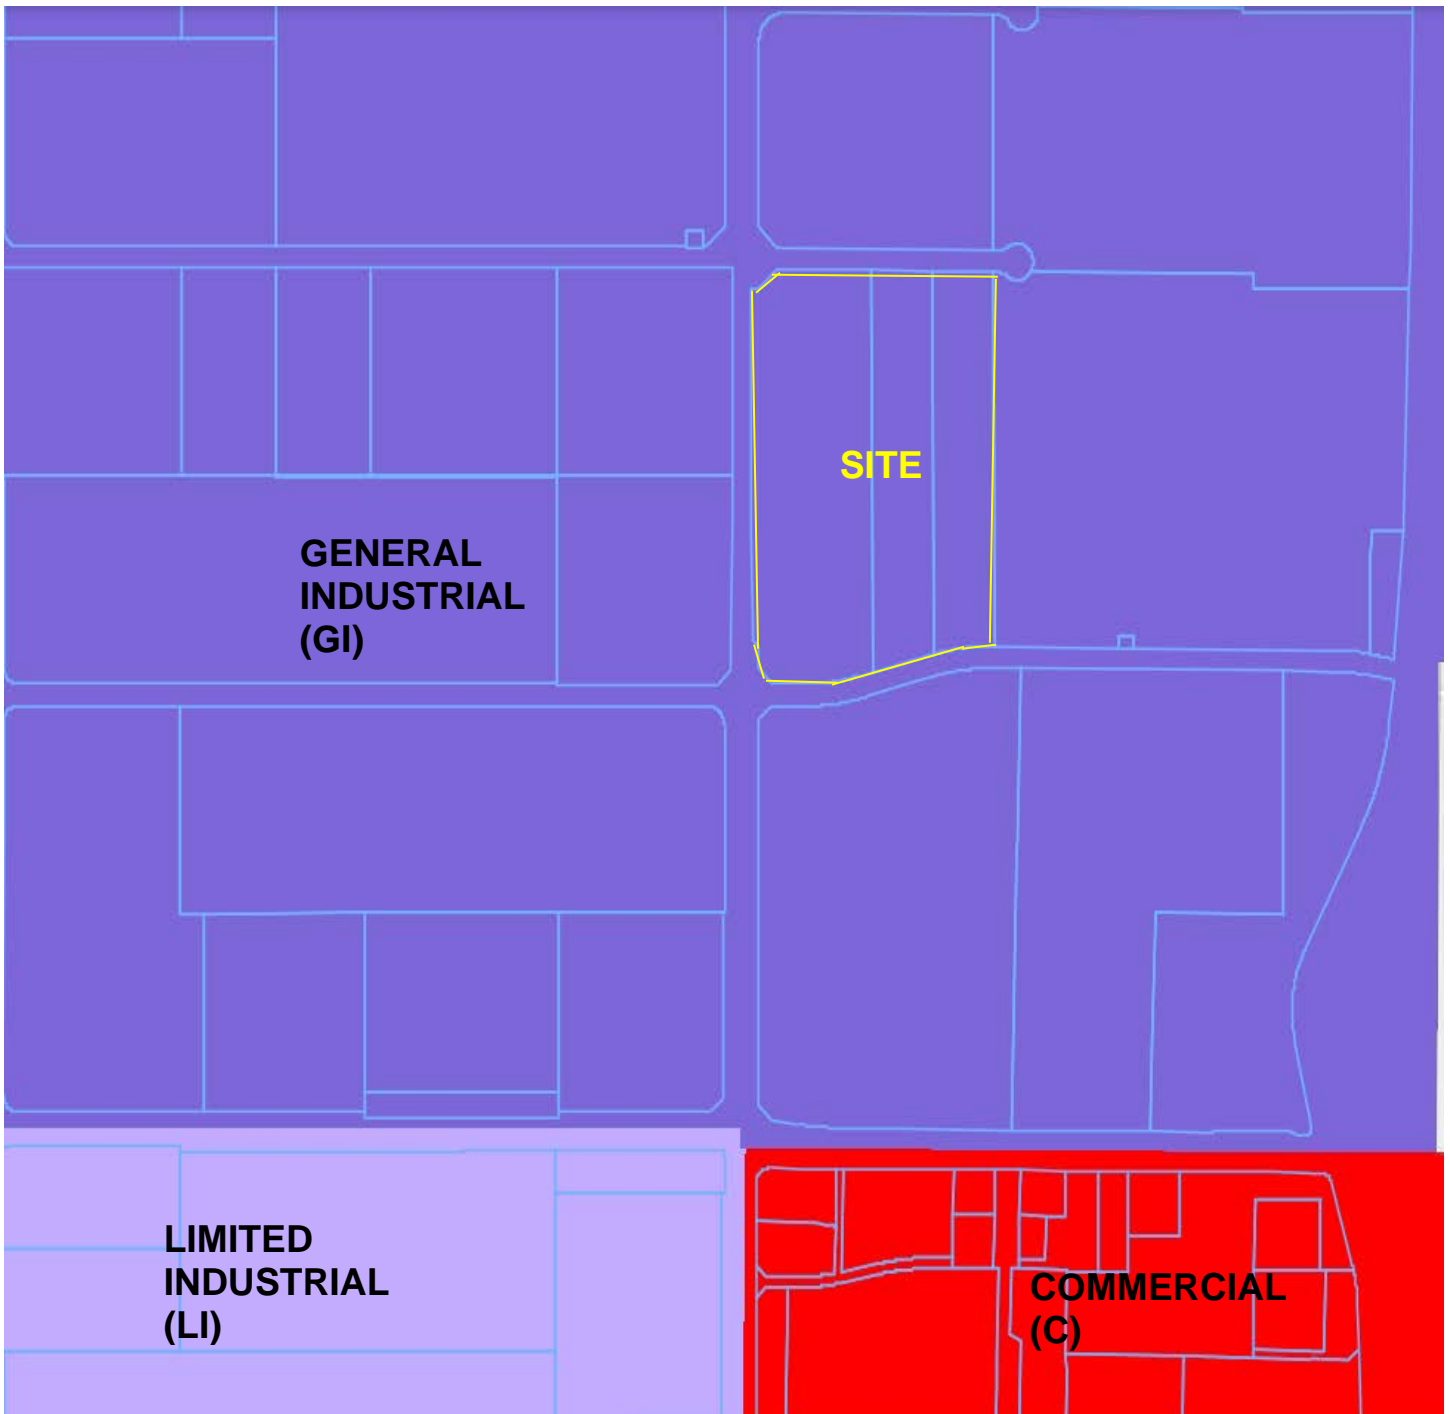 SITE
GENERAL
INDUSTRIAL
(GI)
LIMITED
INDUSTRIAL
(LI)
COMMERCIAL
(C)